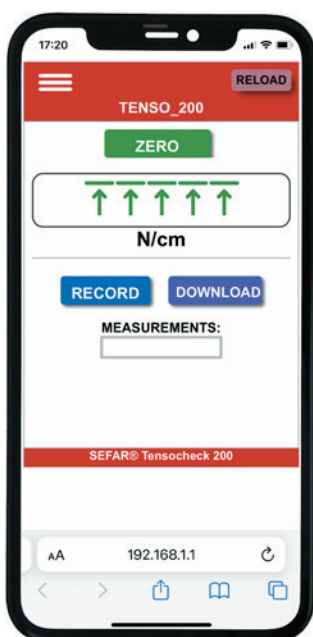 17:20
RELOAD
TENSO_200
ZERO
N/cm
RECORD DOWNLOAD
MEASUREMENTS:
SEFAR® Tensocheck 200
AA 192.168.1.1